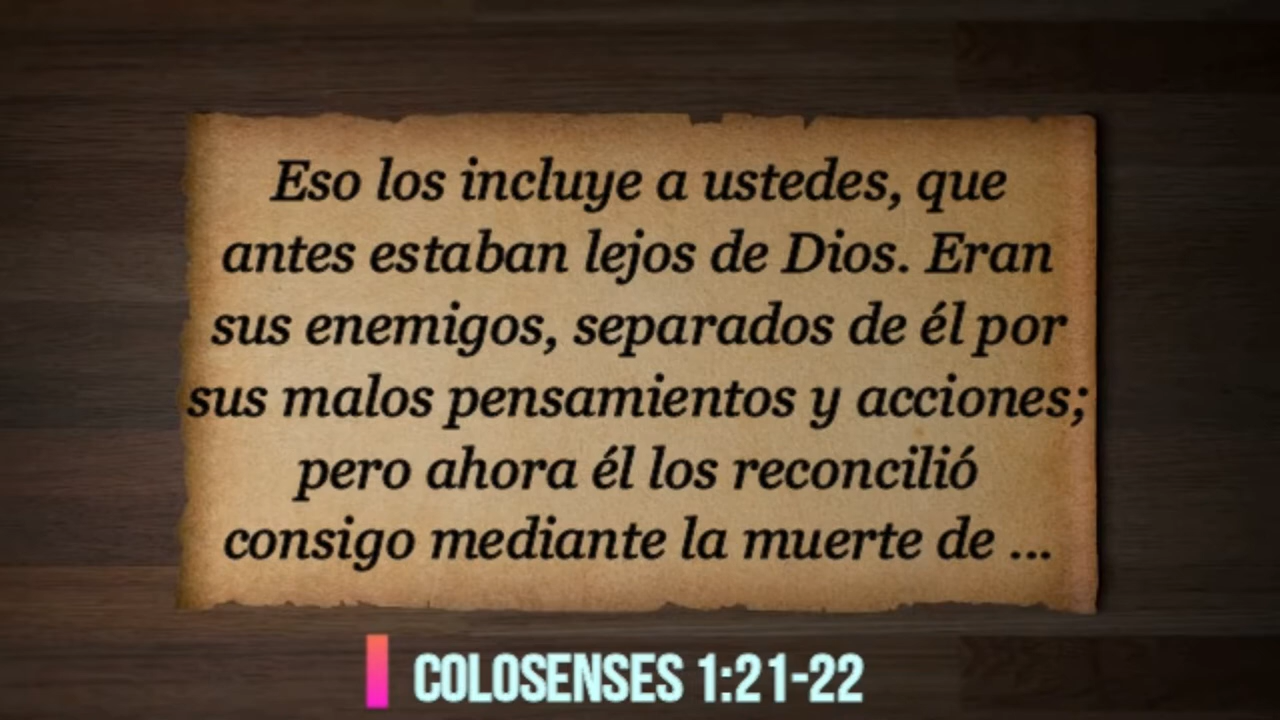 Eso los incluye a ustedes, que
antes estaban lejos de Dios. Eran
sus enemigos, separados de él por
sus malos pensamientos y acciones;
pero ahora él los reconcilió
consigo mediante la muerte de ...
COLOSENSES 1:21-22